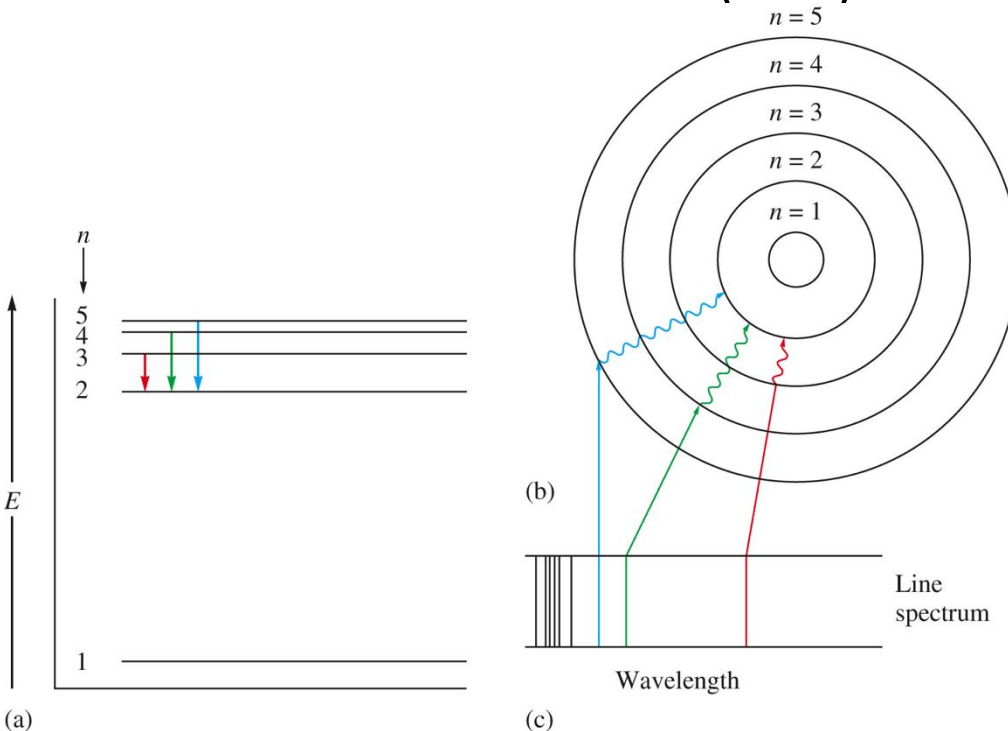 n = 5
n = 4
n = 3
n = 2
n = 1
n
5
4
3
2
E
1
(a)
(b)
Line
spectrum
Wavelength
(c)